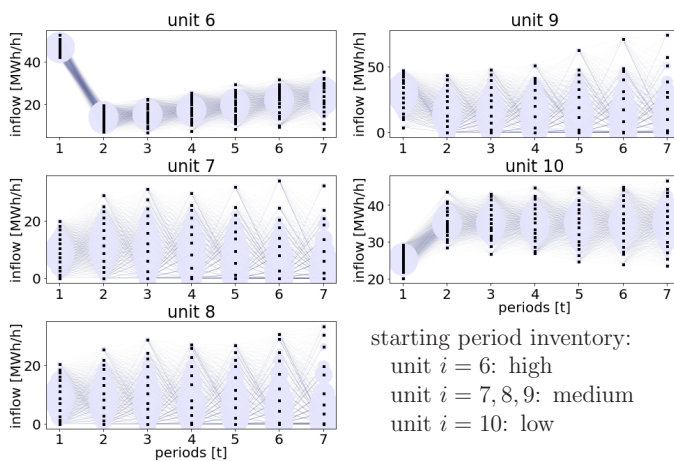 unit 6
inflow [MWh/h]
40
20
1 2 3 4 5 6 7
unit 9
inflow [MWh/h]
50
0
1 2 3 4 5 6 7
unit 7
inflow [MWh/h]
20
0
1 2 3 4 5 6 7
unit 10
inflow [MWh/h]
40
30
20
1 2 3 4 5 6 7
periods [t]
unit 8
inflow [MWh/h]
20
0
1 2 3 4 5 6 7
periods [t]
starting period inventory:
unit i = 6: high
unit i = 7, 8, 9: medium
unit i = 10: low